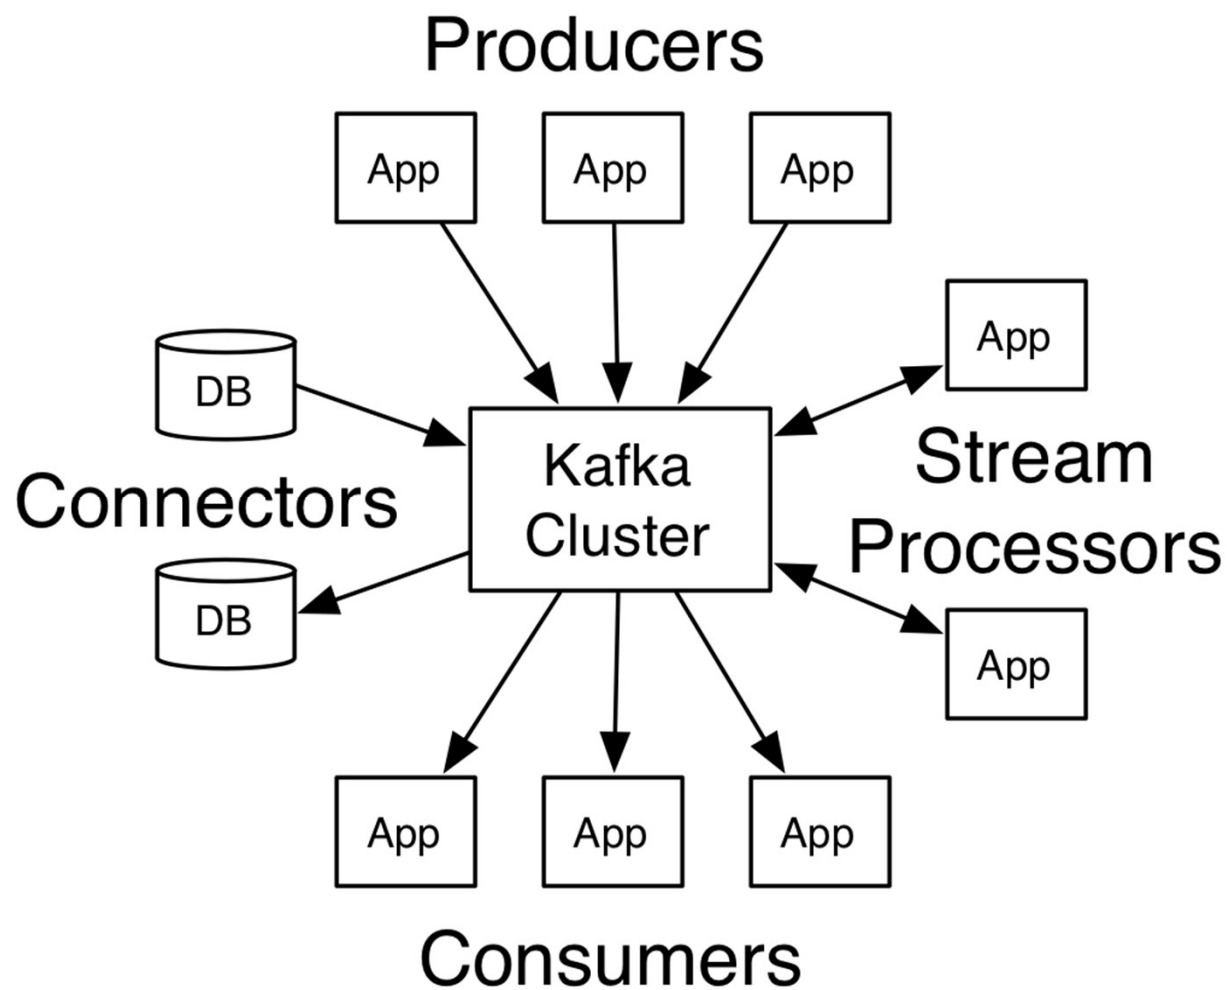 Producers
App
App
App
App
DB
Kafka
Cluster
Stream
Processors
Connectors
DB
App
App
App
App
Consumers